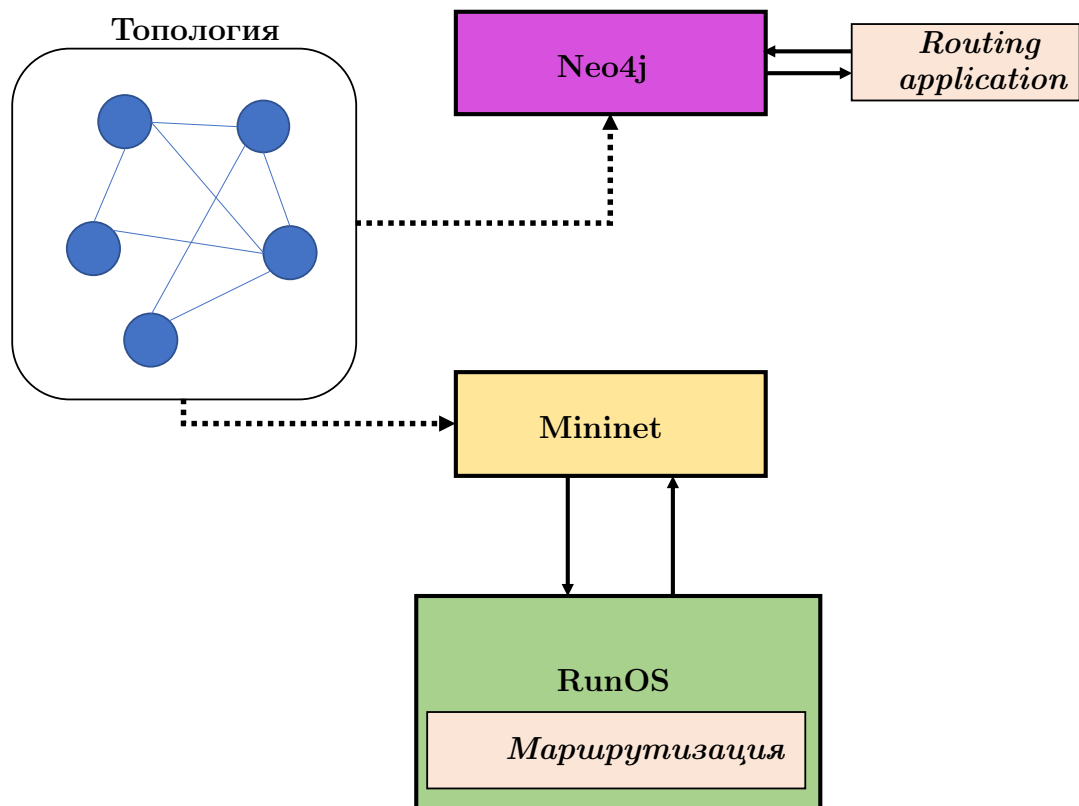 Топология
Neo4j
Routing
application
Mininet
RunOS
Маршрутизация